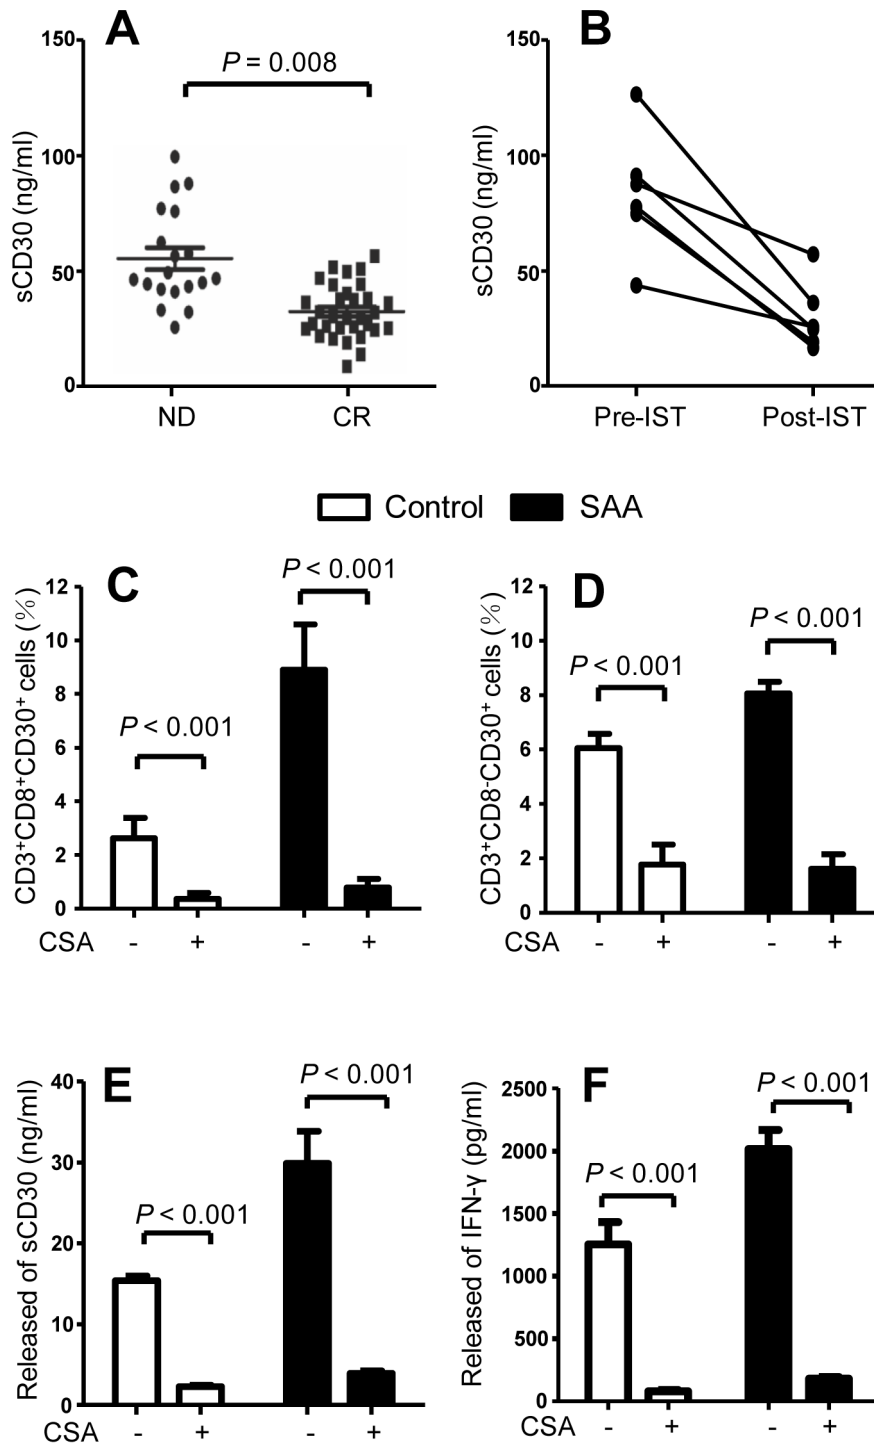 A
B
150
100
50
0
sCD30 (ng/ml)
P = 0.008
ND
CR
150
100
50
0
sCD30 (ng/ml)
Pre-IST
Post-IST
Control
SAA
C
12
10
8
6
4
2
0
CD3⁺CD8⁺CD30⁺ cells (%)
P < 0.001
P < 0.001
CSA - + - +
D
12
10
8
6
4
2
0
CD3⁺CD8⁻CD30⁺ cells (%)
P < 0.001
P < 0.001
CSA - + - +
E
40
30
20
10
0
Released of sCD30 (ng/ml)
P < 0.001
P < 0.001
CSA - + - +
F
2500
2000
1500
1000
500
0
Released of IFN-γ (pg/ml)
P < 0.001
P < 0.001
CSA - + - +